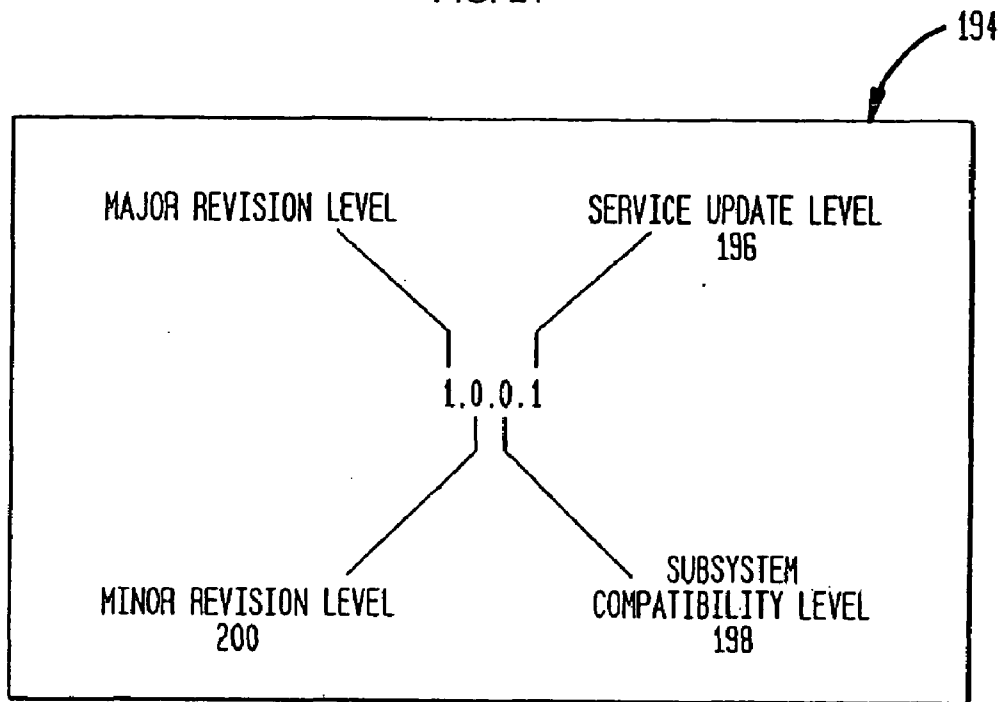 194
MAJOR REVISION LEVEL
SERVICE UPDATE LEVEL
196
1.0.0.1
MINOR REVISION LEVEL
200
SUBSYSTEM
COMPATIBILITY LEVEL
198